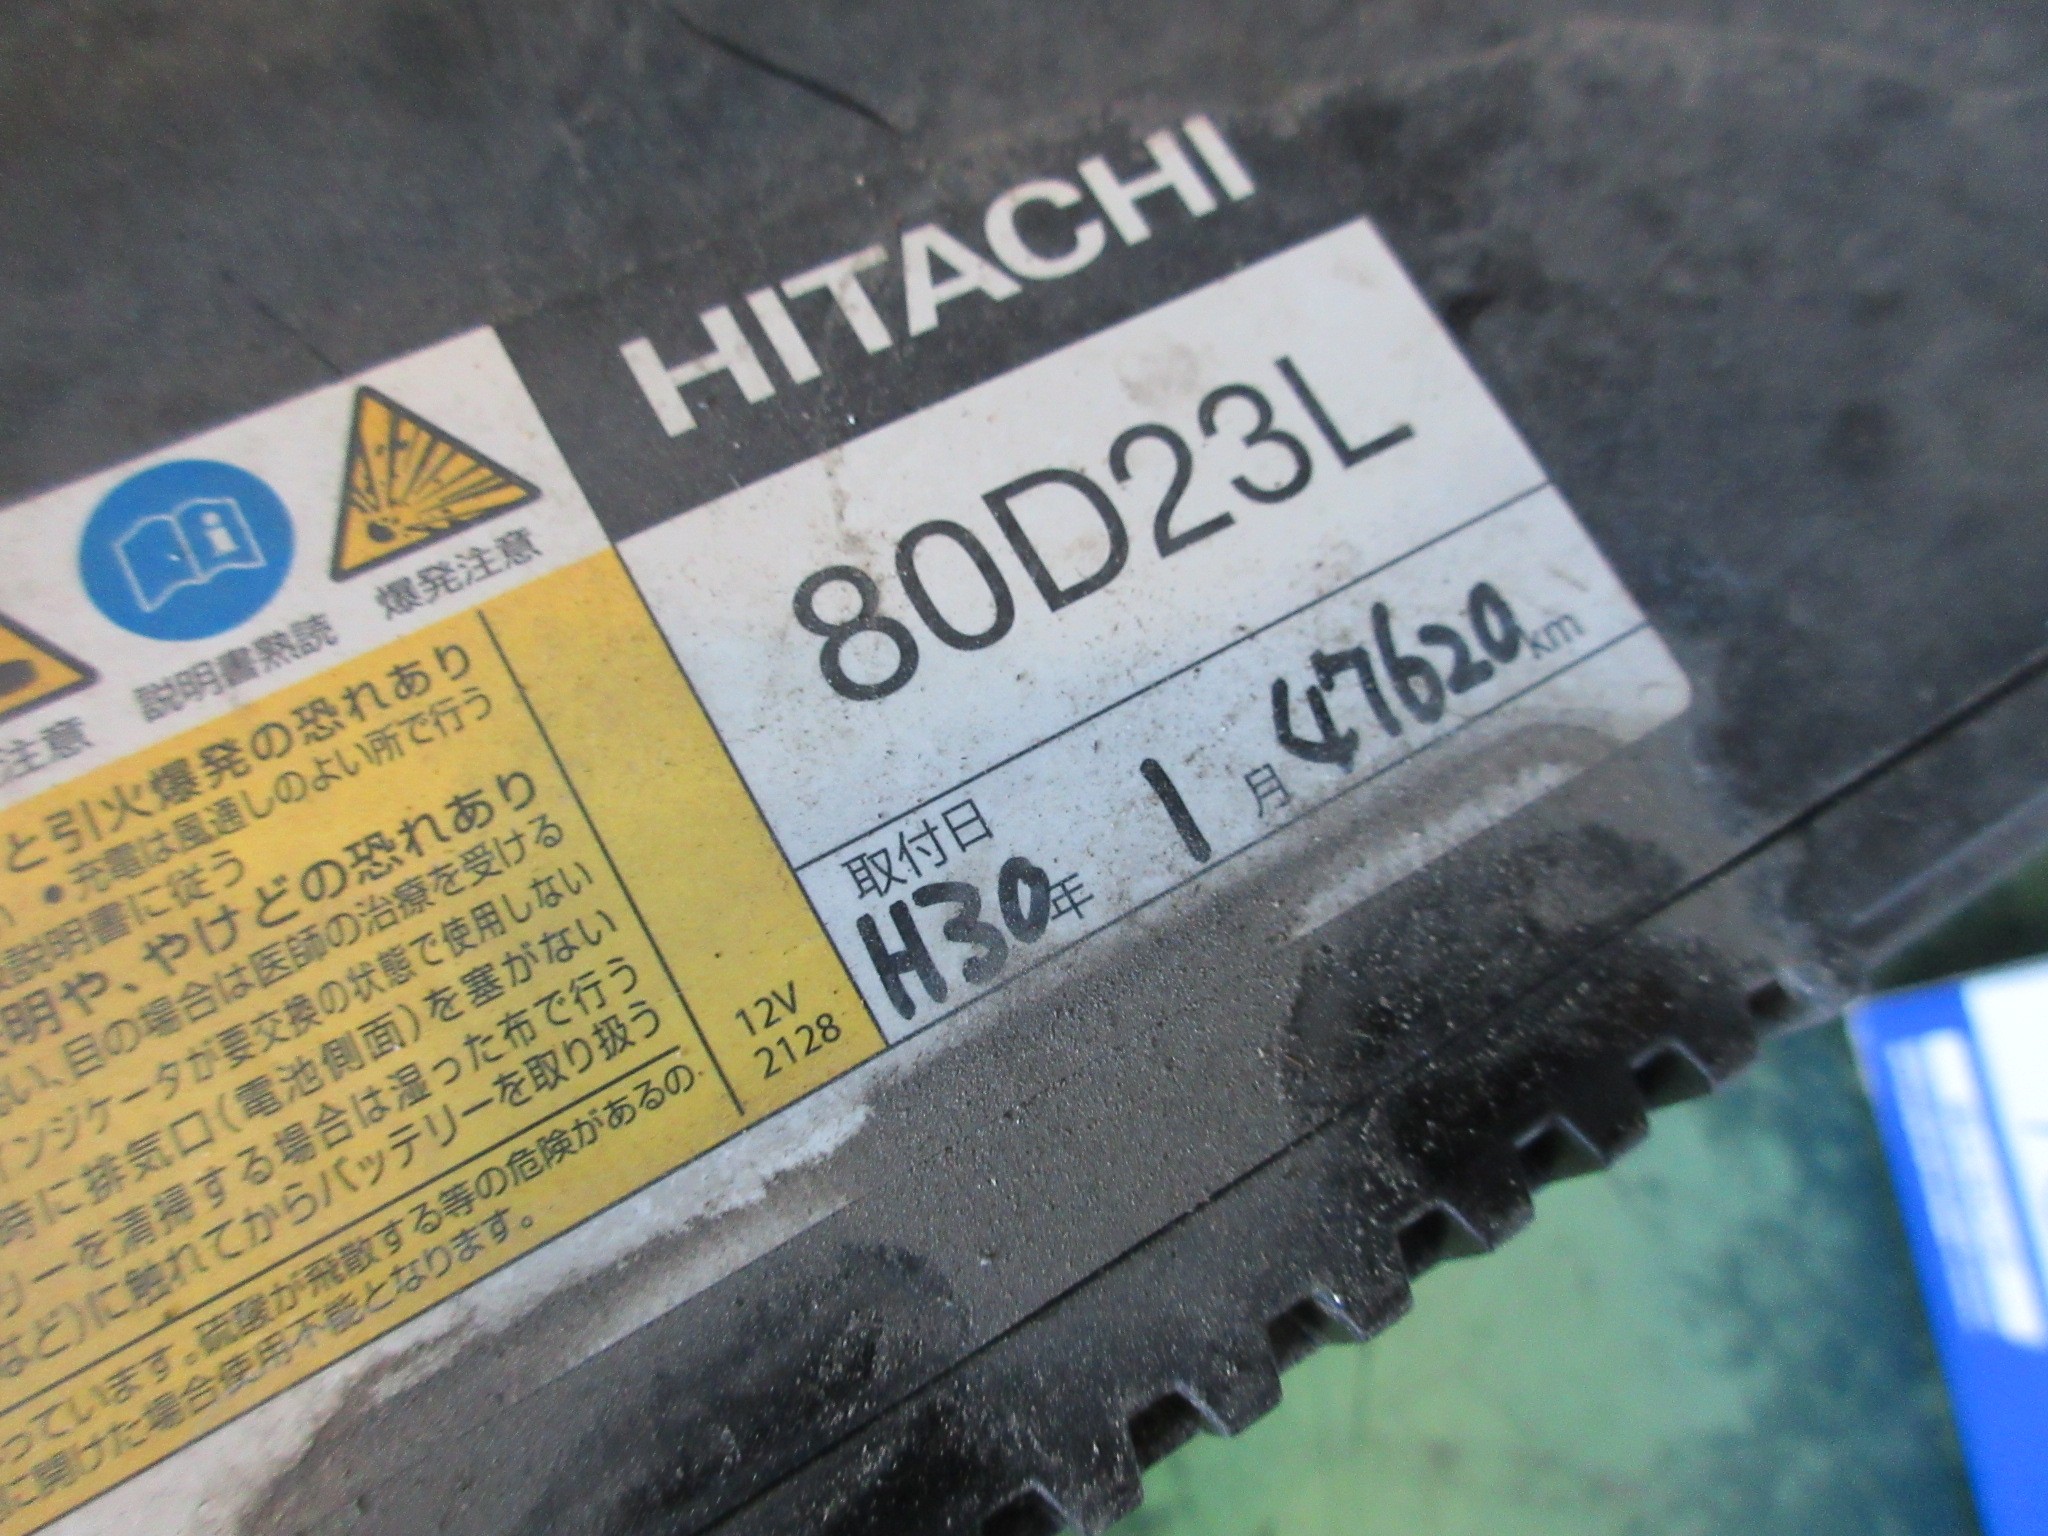 HITACHI
80D23L
取付日
H30年 1月 47620km
説明書熟読
爆発注意
注意
と引火爆発の恐れあり
い ●充電は風通しのよい所で行う
説明書に従う
明や、やけどの恐れあり
ない、目の場合は医師の治療を受ける
インジケータが要交換の状態で使用しない
時に排気口(電池側面)を塞がない
リーを清掃する場合は湿った布で行う
など)に触れてからバッテリーを取り扱う
っています。硫酸が飛散する等の危険があるの
に開けた場合使用不能となります。
12V
2128